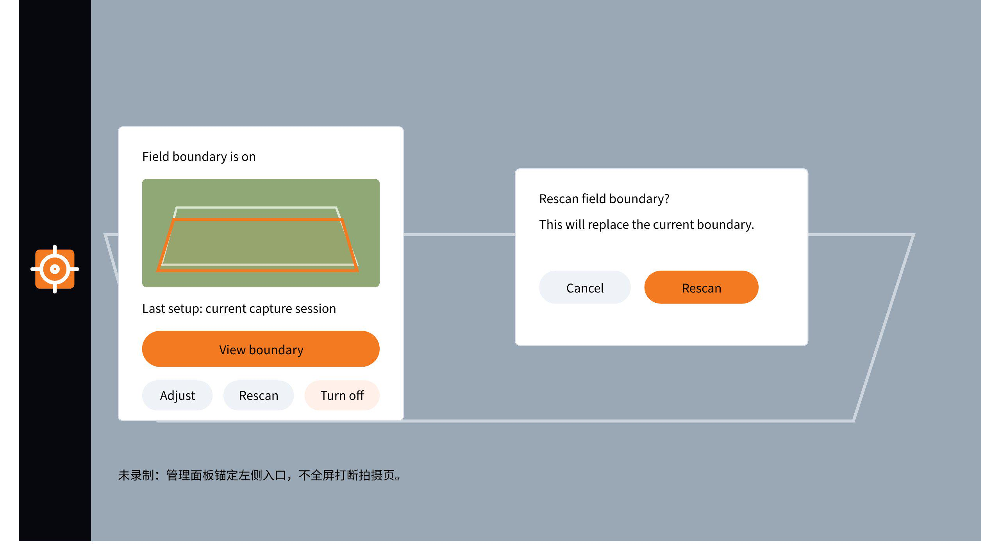 Field boundary is on
Last setup: current capture session
View boundary
Adjust
Rescan
Turn off
Rescan field boundary?
This will replace the current boundary.
Cancel
Rescan
未录制：管理面板锚定左侧入口，不全屏打断拍摄页。